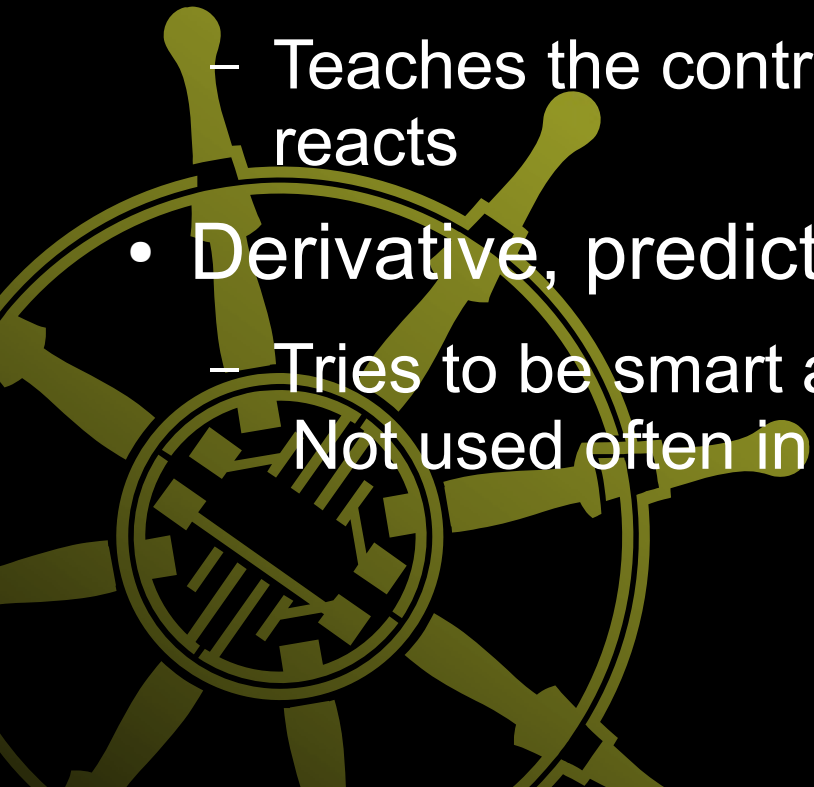 – Teaches the contr
reacts
• Derivative, predict
– Tries to be smart
Not used often in